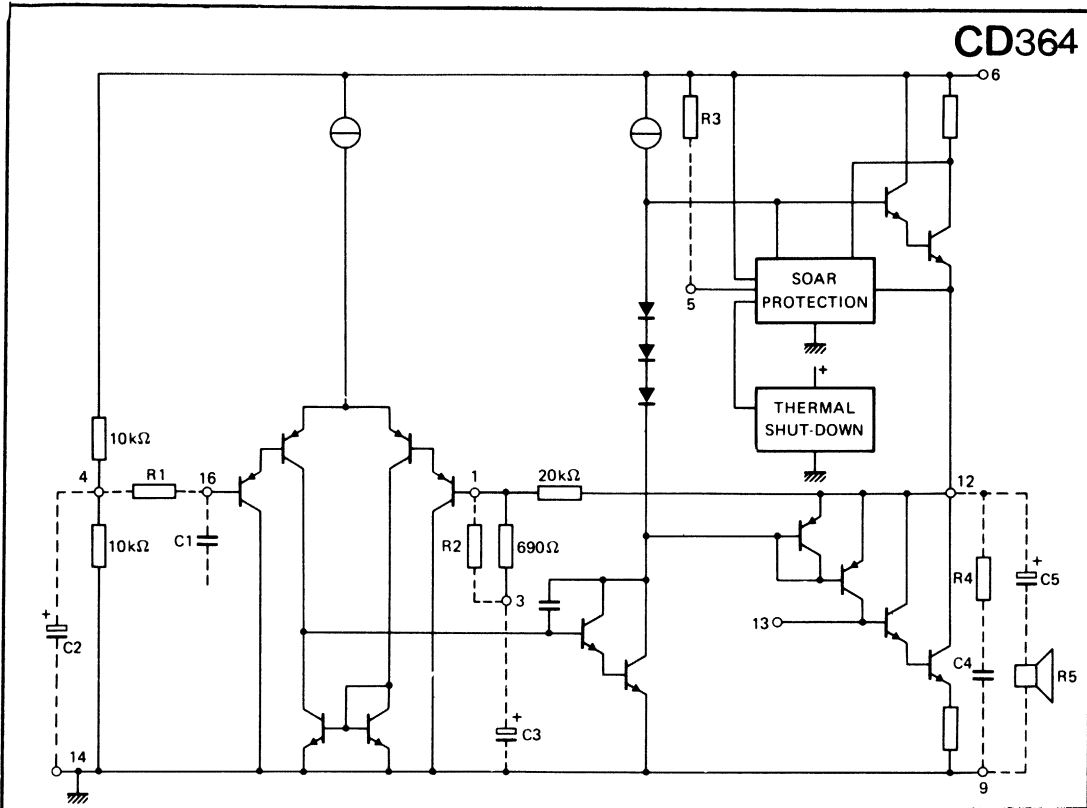 CD364
6
R3
5
SOAR
PROTECTION
+
THERMAL
SHUT-DOWN
10kΩ
4
R1
16
1
20kΩ
12
10kΩ
C1
R2
690Ω
3
R4
+
C5
+
C2
13
C4
R5
+
C3
14
9